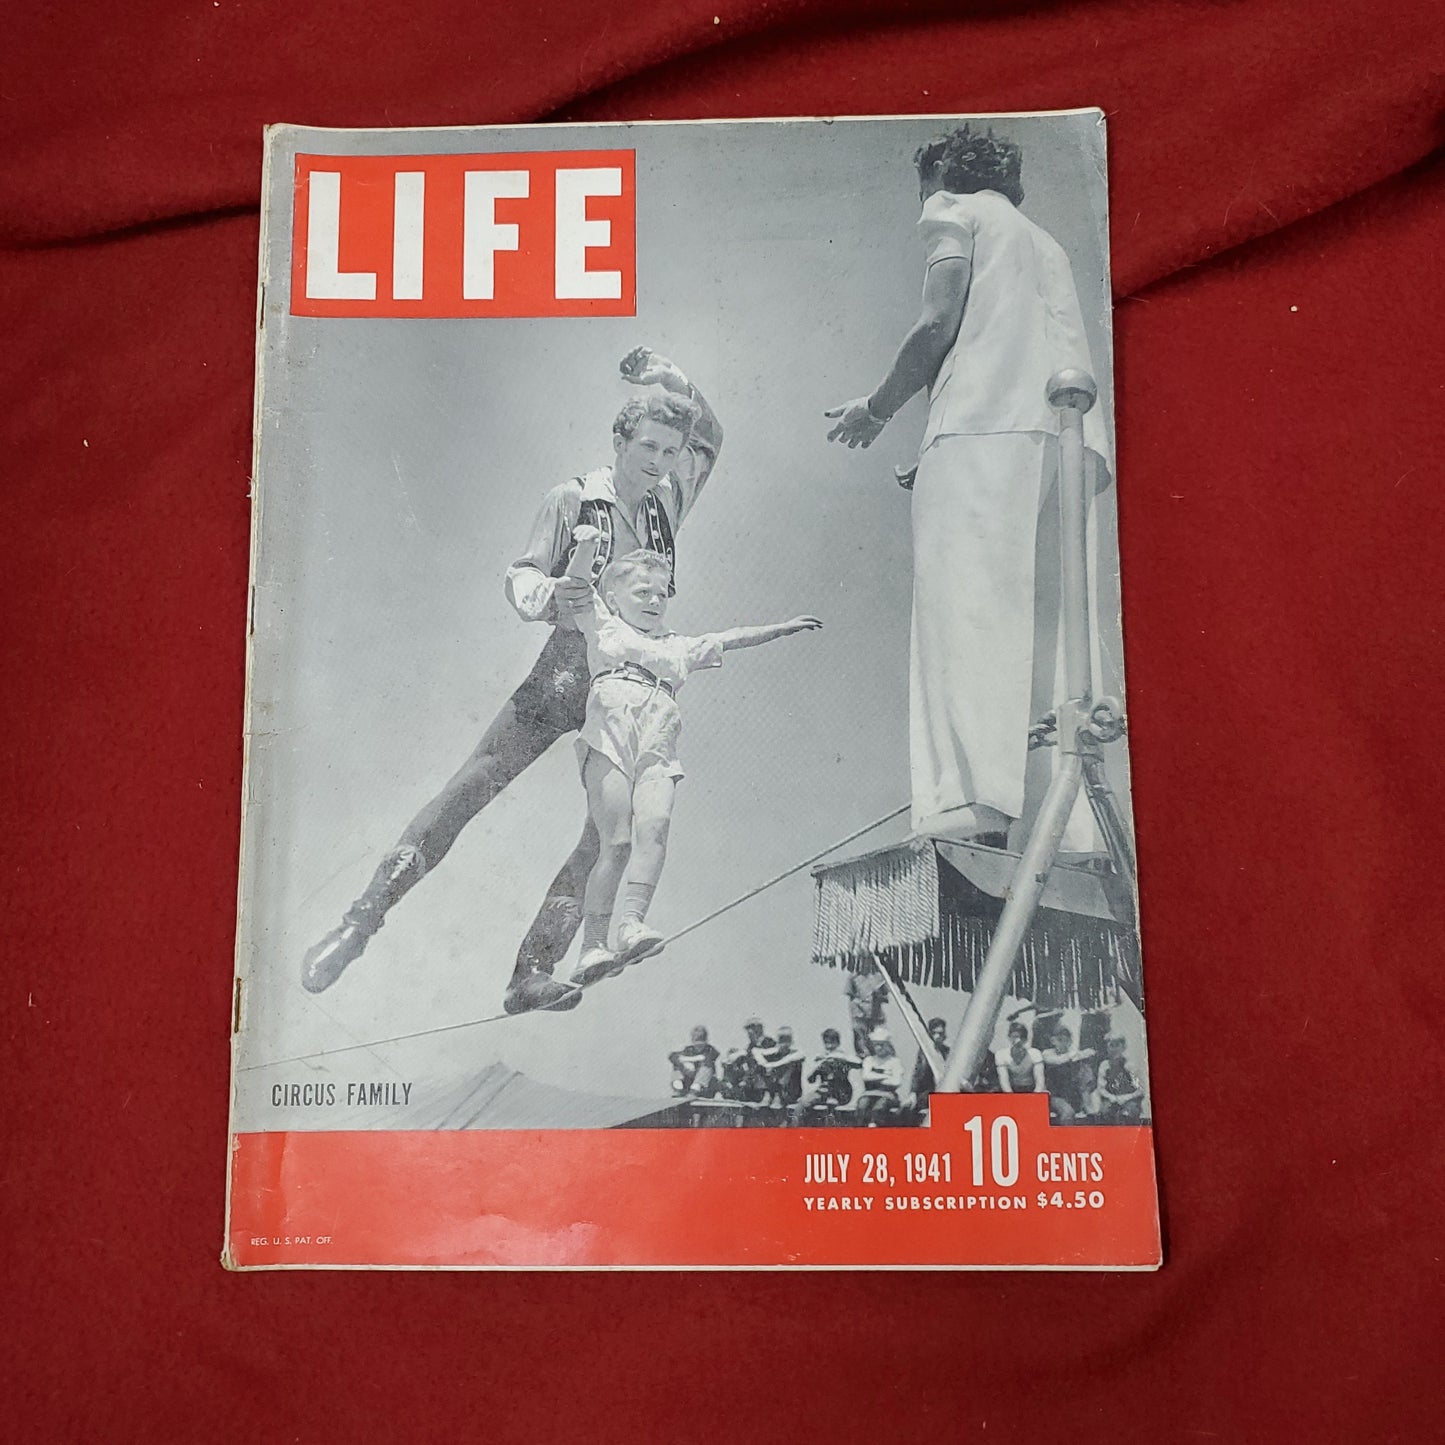 LIFE
CIRCUS FAMILY
JULY 28, 1941 10 CENTS
YEARLY SUBSCRIPTION $4.50
REG. U. S. PAT. OFF.